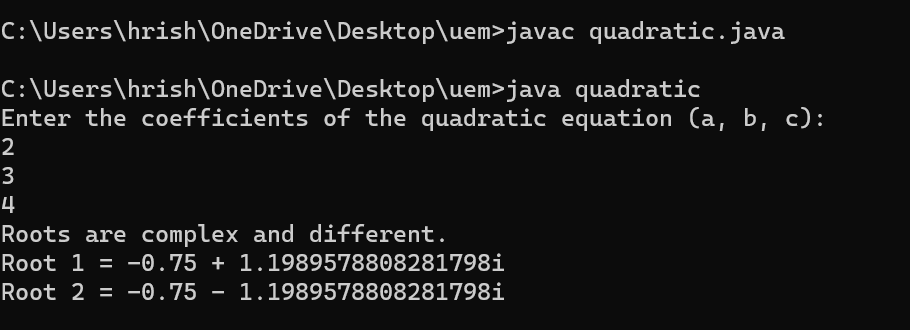 C:\Users\hrish\OneDrive\Desktop\uem>javac quadratic.java
C:\Users\hrish\OneDrive\Desktop\uem>java quadratic
Enter the coefficients of the quadratic equation (a, b, c):
2
3
4
Roots are complex and different.
Root 1 = -0.75 + 1.1989578808281798i
Root 2 = -0.75 - 1.1989578808281798i